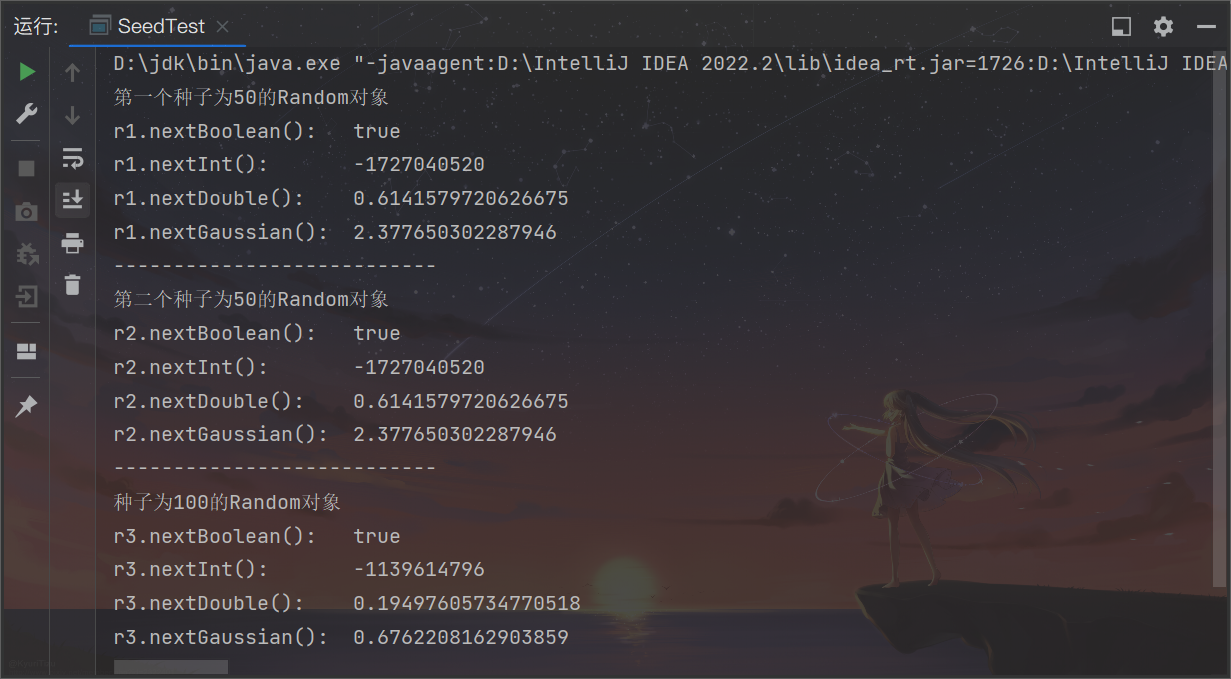 运行: SeedTest
D:\jdk\bin\java.exe "-javaagent:D:\IntelliJ IDEA 2022.2\lib\idea_rt.jar=1726:D:\IntelliJ IDEA
第一个种子为50的Random对象
r1.nextBoolean():   true
r1.nextInt():       -1727040520
r1.nextDouble():    0.6141579720626675
r1.nextGaussian():  2.377650302287946
---------------------------
第二个种子为50的Random对象
r2.nextBoolean():   true
r2.nextInt():       -1727040520
r2.nextDouble():    0.6141579720626675
r2.nextGaussian():  2.377650302287946
---------------------------
种子为100的Random对象
r3.nextBoolean():   true
r3.nextInt():       -1139614796
r3.nextDouble():    0.19497605734770518
r3.nextGaussian():  0.6762208162903859